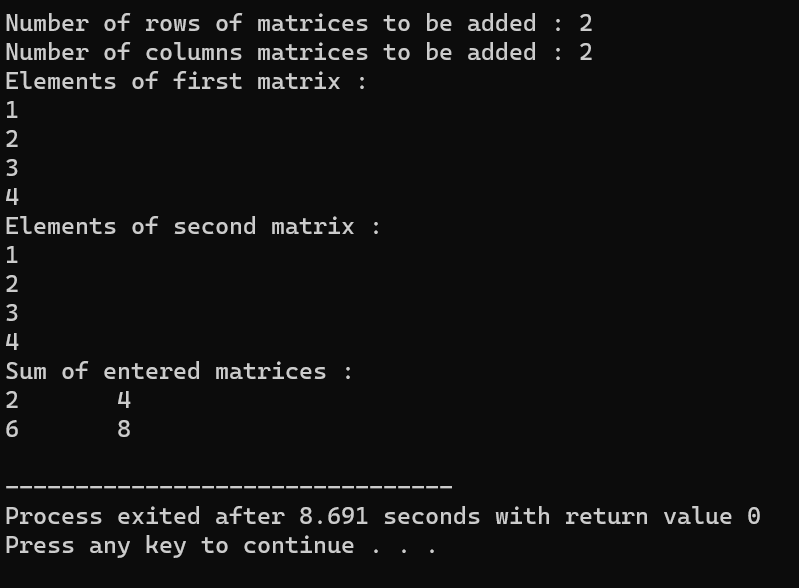 Number of rows of matrices to be added : 2
Number of columns matrices to be added : 2
Elements of first matrix :
1
2
3
4
Elements of second matrix :
1
2
3
4
Sum of entered matrices :
2       4
6       8

--------------------------------
Process exited after 8.691 seconds with return value 0
Press any key to continue . . .